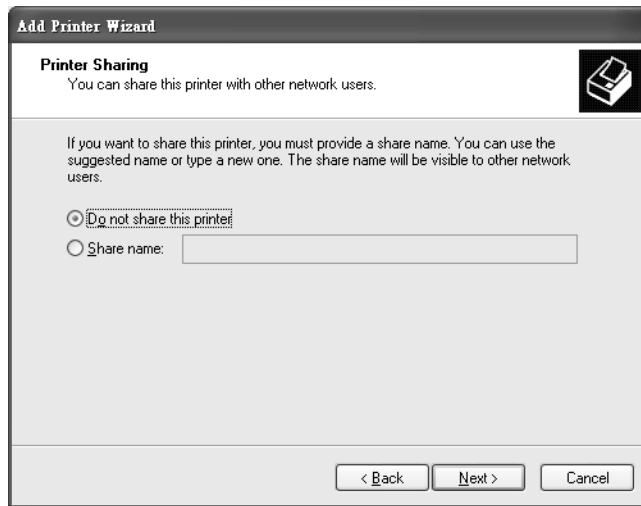 Add Printer Wizard
Printer Sharing
You can share this printer with other network users.
If you want to share this printer, you must provide a share name. You can use the
suggested name or type a new one. The share name will be visible to other network
users.
Do not share this printer
Share name:
< Back
Next >
Cancel